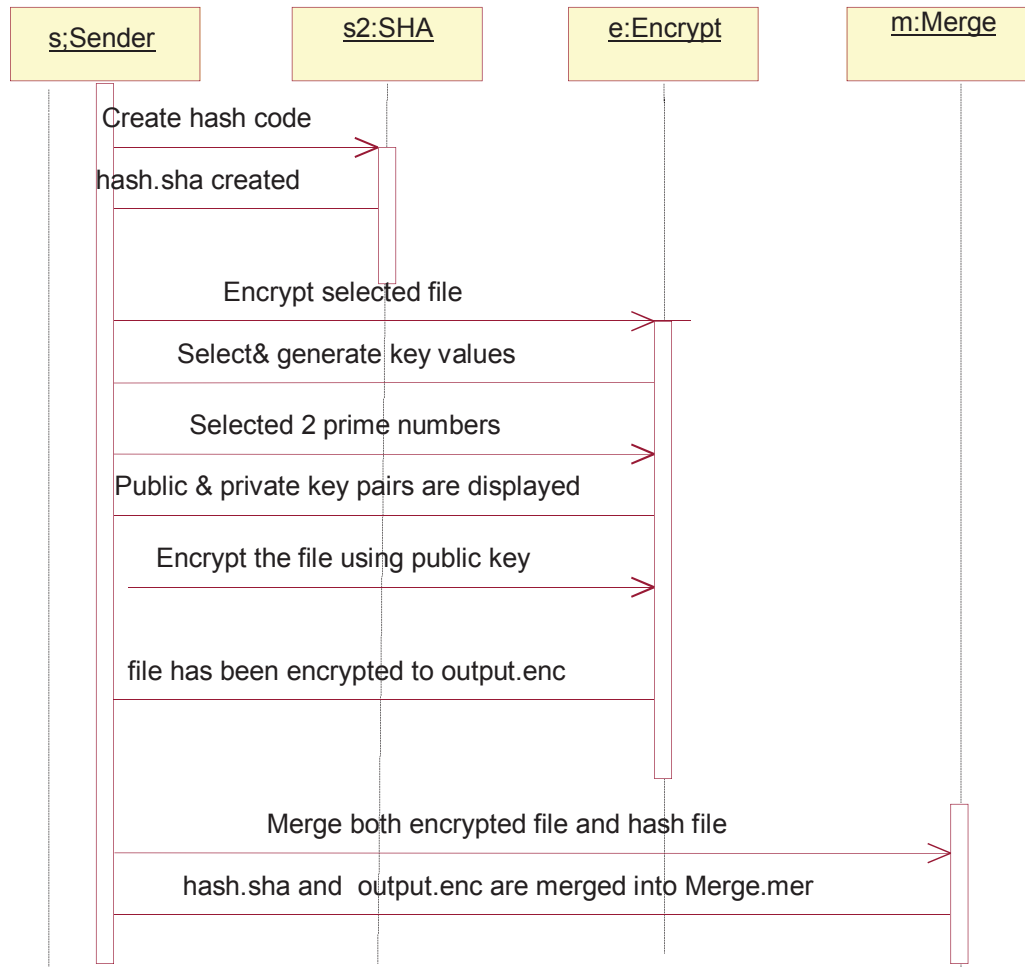 s;Sender
s2:SHA
e:Encrypt
m:Merge
Create hash code
hash.sha created
Encrypt selected file
Select& generate key values
Selected 2 prime numbers
Public & private key pairs are displayed
Encrypt the file using public key
file has been encrypted to output.enc
Merge both encrypted file and hash file
hash.sha and output.enc are merged into Merge.mer